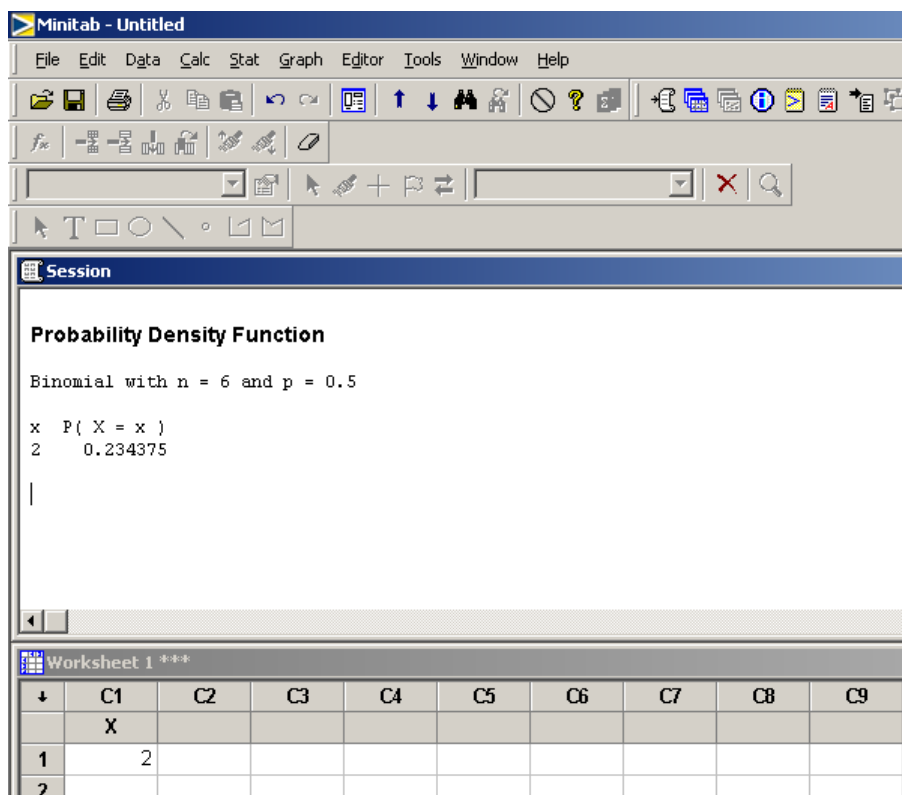 Minitab - Untitled
File Edit Data Calc Stat Graph Editor Tools Window Help
Session
Probability Density Function
Binomial with n = 6 and p = 0.5
x P( X = x )
2 0.234375
Worksheet 1 ***
C1 C2 C3 C4 C5 C6 C7 C8 C9
X
1 2
2